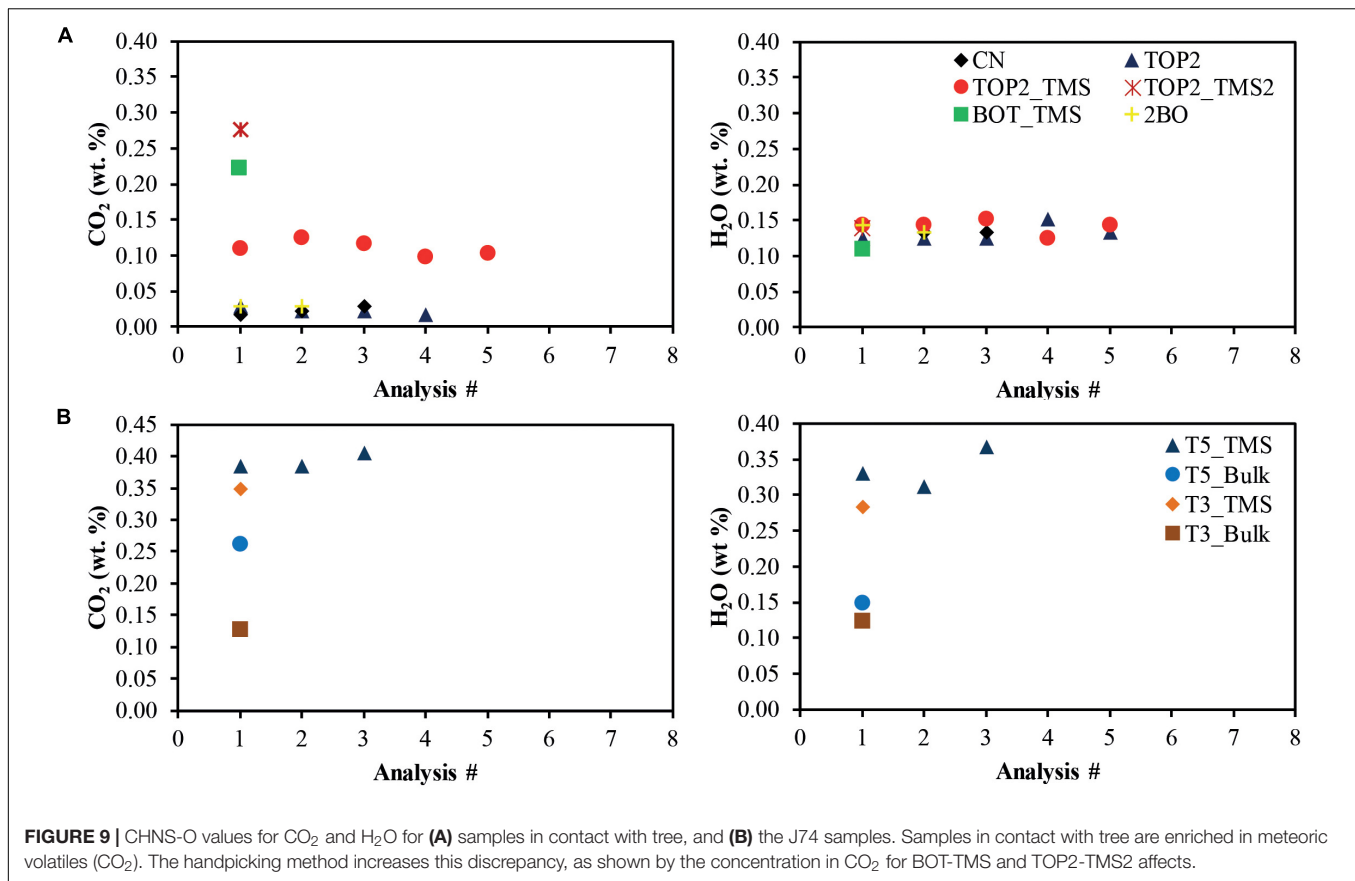 A
0.40
0.35
0.30
0.25
0.20
0.15
0.10
0.05
0.00
CO₂ (wt. %)
0 1 2 3 4 5 6 7 8
Analysis #
0.40
0.35
0.30
0.25
0.20
0.15
0.10
0.05
0.00
H₂O (wt. %)
CN TOP2
TOP2_TMS TOP2_TMS2
BOT_TMS 2BO
0 1 2 3 4 5 6 7 8
Analysis #
B
0.45
0.40
0.35
0.30
0.25
0.20
0.15
0.10
0.05
0.00
CO₂ (wt. %)
0 1 2 3 4 5 6 7 8
Analysis #
0.40
0.35
0.30
0.25
0.20
0.15
0.10
0.05
0.00
H₂O (wt %)
T5_TMS
T5_Bulk
T3_TMS
T3_Bulk
0 1 2 3 4 5 6 7 8
Analysis #
FIGURE 9 | CHNS-O values for CO₂ and H₂O for (A) samples in contact with tree, and (B) the J74 samples. Samples in contact with tree are enriched in meteoric
volatiles (CO₂). The handpicking method increases this discrepancy, as shown by the concentration in CO₂ for BOT-TMS and TOP2-TMS2 affects.